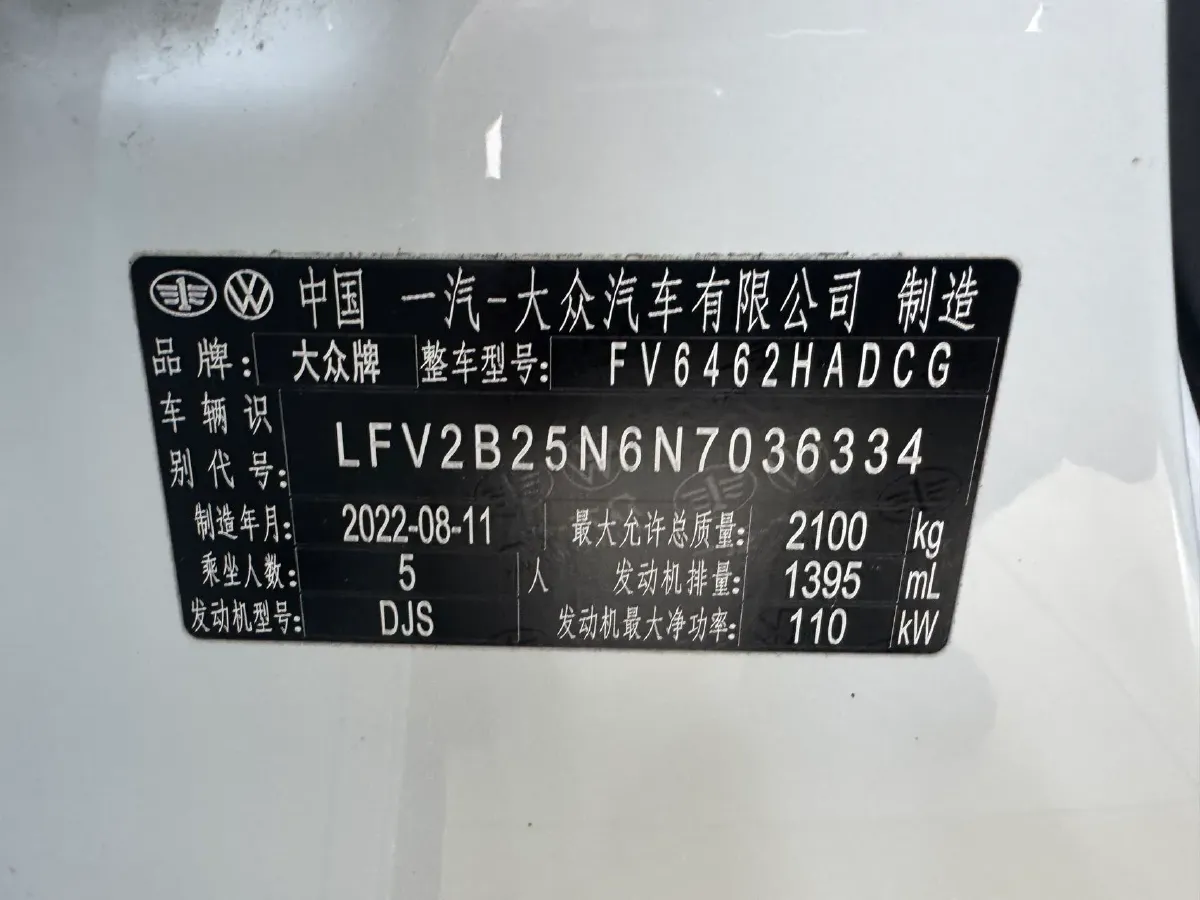 中国 一汽-大众汽车有限公司 制造
品牌: 大众牌 整车型号: FV6462HADCG
车辆识别代号: LFV2B25N6N7036334
制造年月: 2022-08-11 最大允许总质量: 2100 kg
乘坐人数: 5 人 发动机排量: 1395 mL
发动机型号: DJS 发动机最大净功率: 110 kW